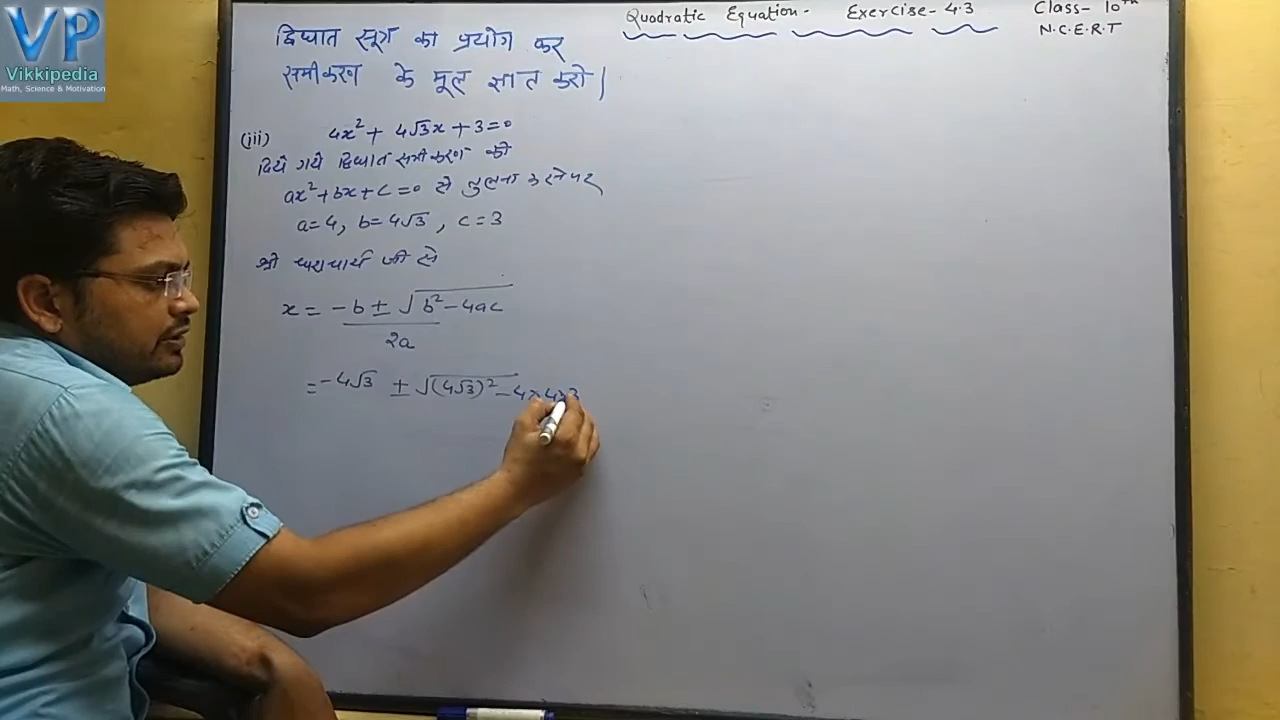 VP
Vikkipedia
Math, Science & Motivation
Quadratic Equation- Exercise-4.3 Class- 10th
N.C.E.R.T
द्विघात सूत्र का प्रयोग कर
समीकरण के मूल ज्ञात करो |
(iii) 4x² + 4√3x + 3=0
दिये गये द्विघात समीकरण की
ax²+bx+c=0 से तुलना करने पर
a=4, b=4√3, c=3
श्री धराचार्य जी से
x = -b ± √b²-4ac
2a
= -4√3 ± √(4√3)² - 4×4×3